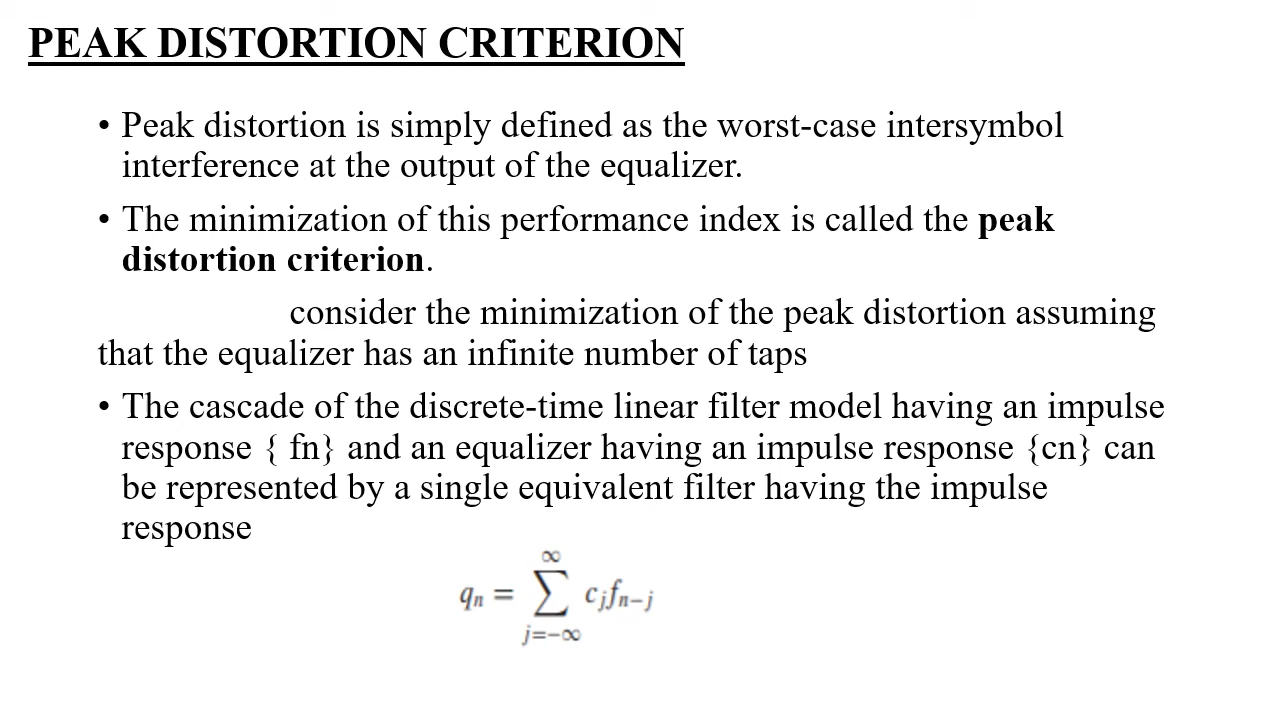 PEAK DISTORTION CRITERION
• Peak distortion is simply defined as the worst-case intersymbol
interference at the output of the equalizer.
• The minimization of this performance index is called the peak
distortion criterion.
consider the minimization of the peak distortion assuming
that the equalizer has an infinite number of taps
• The cascade of the discrete-time linear filter model having an impulse
response { fn} and an equalizer having an impulse response {cn} can
be represented by a single equivalent filter having the impulse
response
∞
qₙ = ∑ cⱼfₙ₋ⱼ
j=−∞